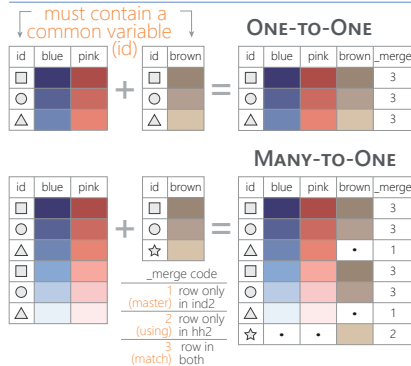 must contain a
common variable
(id)
ONE-TO-ONE
id blue pink
id brown
id blue pink brown _merge
+
=
3
3
3
MANY-TO-ONE
id blue pink
id brown
id blue pink brown _merge
+
=
3
3
1
3
3
1
2
_merge code
1 row only
(master) in ind2
2 row only
(using) in hh2
3 row in
(match) both